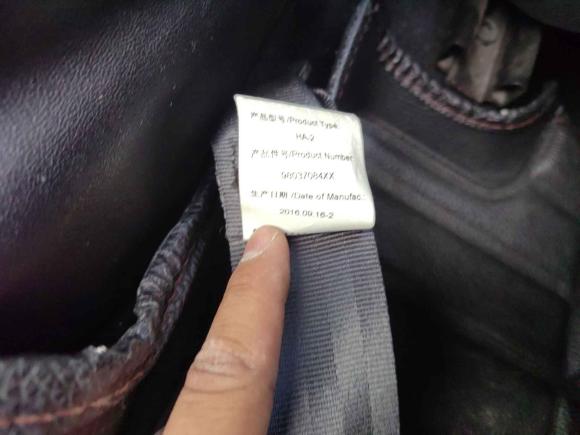 产品型号/Product Type:
HA-2
产品件号/Product Number
98037084XX
生产日期 /Date of Manufac..
2016.09.16-2